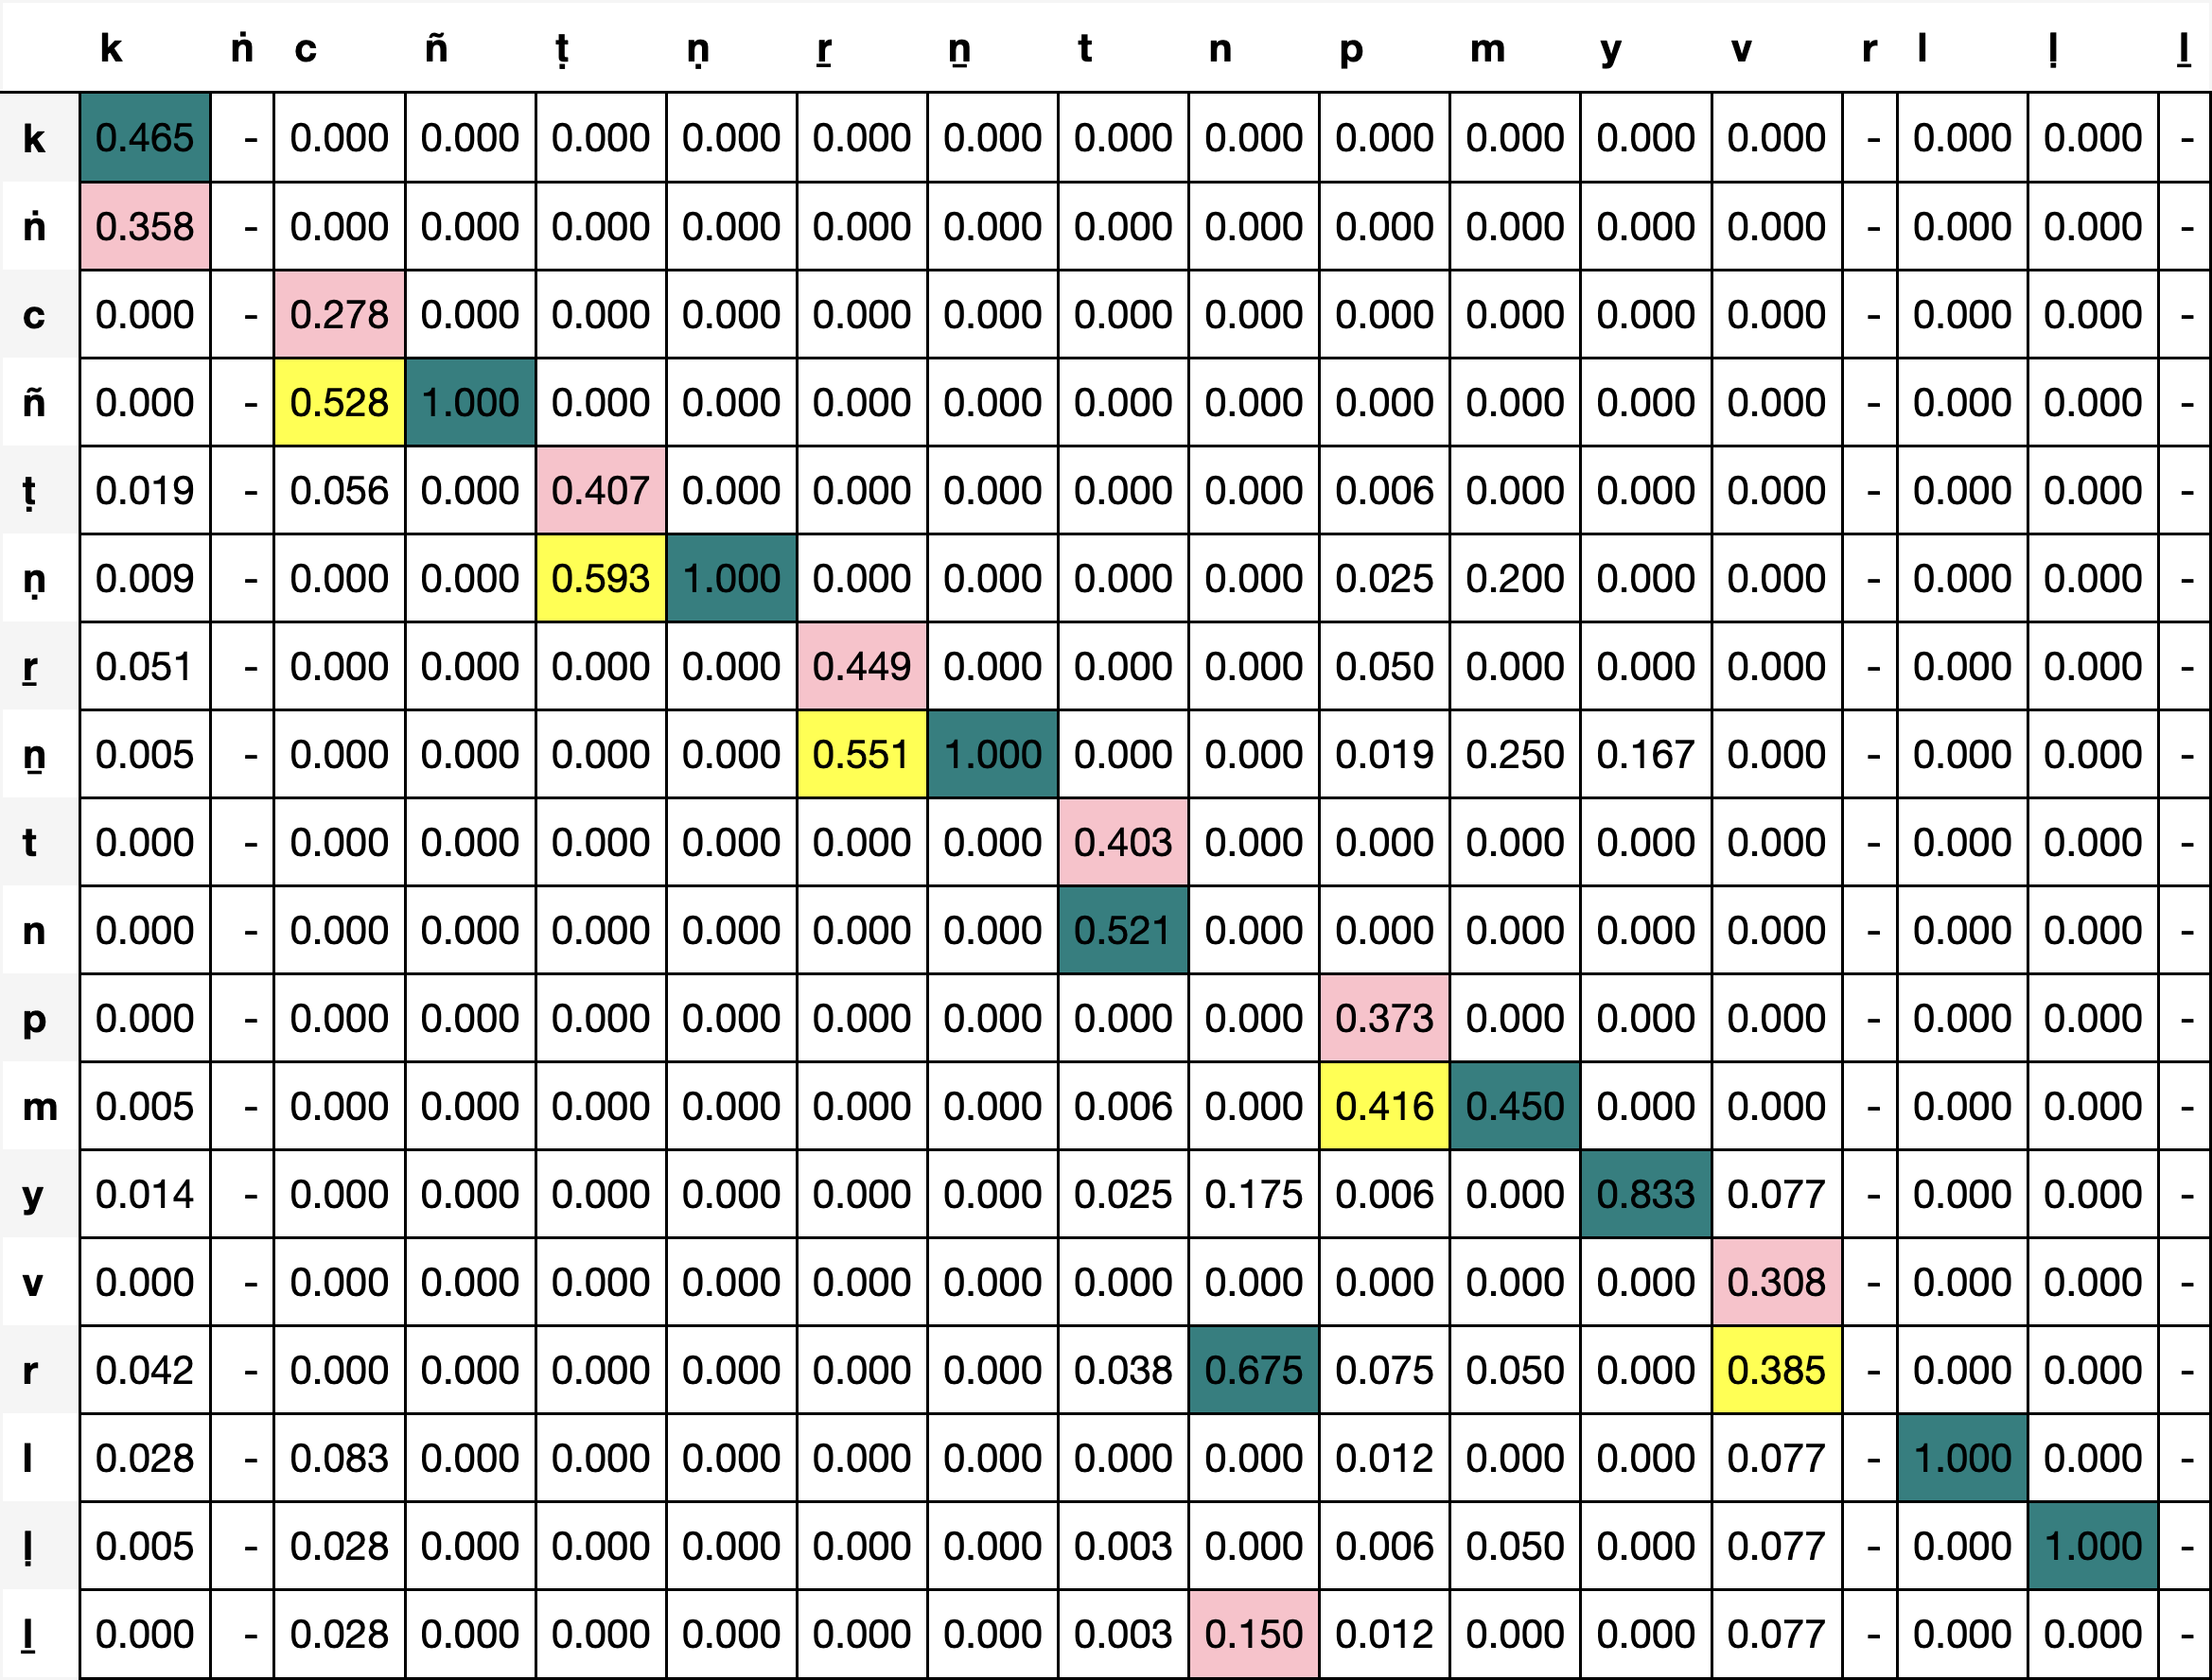 k ṅ c ñ ṭ ṇ ṟ ṉ t n p m y v r l ḷ ḻ
k 0.465 - 0.000 0.000 0.000 0.000 0.000 0.000 0.000 0.000 0.000 0.000 0.000 0.000 - 0.000 0.000 -
ṅ 0.358 - 0.000 0.000 0.000 0.000 0.000 0.000 0.000 0.000 0.000 0.000 0.000 0.000 - 0.000 0.000 -
c 0.000 - 0.278 0.000 0.000 0.000 0.000 0.000 0.000 0.000 0.000 0.000 0.000 0.000 - 0.000 0.000 -
ñ 0.000 - 0.528 1.000 0.000 0.000 0.000 0.000 0.000 0.000 0.000 0.000 0.000 0.000 - 0.000 0.000 -
ṭ 0.019 - 0.056 0.000 0.407 0.000 0.000 0.000 0.000 0.000 0.006 0.000 0.000 0.000 - 0.000 0.000 -
ṇ 0.009 - 0.000 0.000 0.593 1.000 0.000 0.000 0.000 0.000 0.025 0.200 0.000 0.000 - 0.000 0.000 -
ṟ 0.051 - 0.000 0.000 0.000 0.000 0.449 0.000 0.000 0.000 0.050 0.000 0.000 0.000 - 0.000 0.000 -
ṉ 0.005 - 0.000 0.000 0.000 0.000 0.551 1.000 0.000 0.000 0.019 0.250 0.167 0.000 - 0.000 0.000 -
t 0.000 - 0.000 0.000 0.000 0.000 0.000 0.000 0.403 0.000 0.000 0.000 0.000 0.000 - 0.000 0.000 -
n 0.000 - 0.000 0.000 0.000 0.000 0.000 0.000 0.521 0.000 0.000 0.000 0.000 0.000 - 0.000 0.000 -
p 0.000 - 0.000 0.000 0.000 0.000 0.000 0.000 0.000 0.000 0.373 0.000 0.000 0.000 - 0.000 0.000 -
m 0.005 - 0.000 0.000 0.000 0.000 0.000 0.000 0.006 0.000 0.416 0.450 0.000 0.000 - 0.000 0.000 -
y 0.014 - 0.000 0.000 0.000 0.000 0.000 0.000 0.025 0.175 0.006 0.000 0.833 0.077 - 0.000 0.000 -
v 0.000 - 0.000 0.000 0.000 0.000 0.000 0.000 0.000 0.000 0.000 0.000 0.000 0.308 - 0.000 0.000 -
r 0.042 - 0.000 0.000 0.000 0.000 0.000 0.000 0.038 0.675 0.075 0.050 0.000 0.385 - 0.000 0.000 -
l 0.028 - 0.083 0.000 0.000 0.000 0.000 0.000 0.000 0.000 0.012 0.000 0.000 0.077 - 1.000 0.000 -
ḷ 0.005 - 0.028 0.000 0.000 0.000 0.000 0.000 0.003 0.000 0.006 0.050 0.000 0.077 - 0.000 1.000 -
ḻ 0.000 - 0.028 0.000 0.000 0.000 0.000 0.000 0.003 0.150 0.012 0.000 0.000 0.077 - 0.000 0.000 -